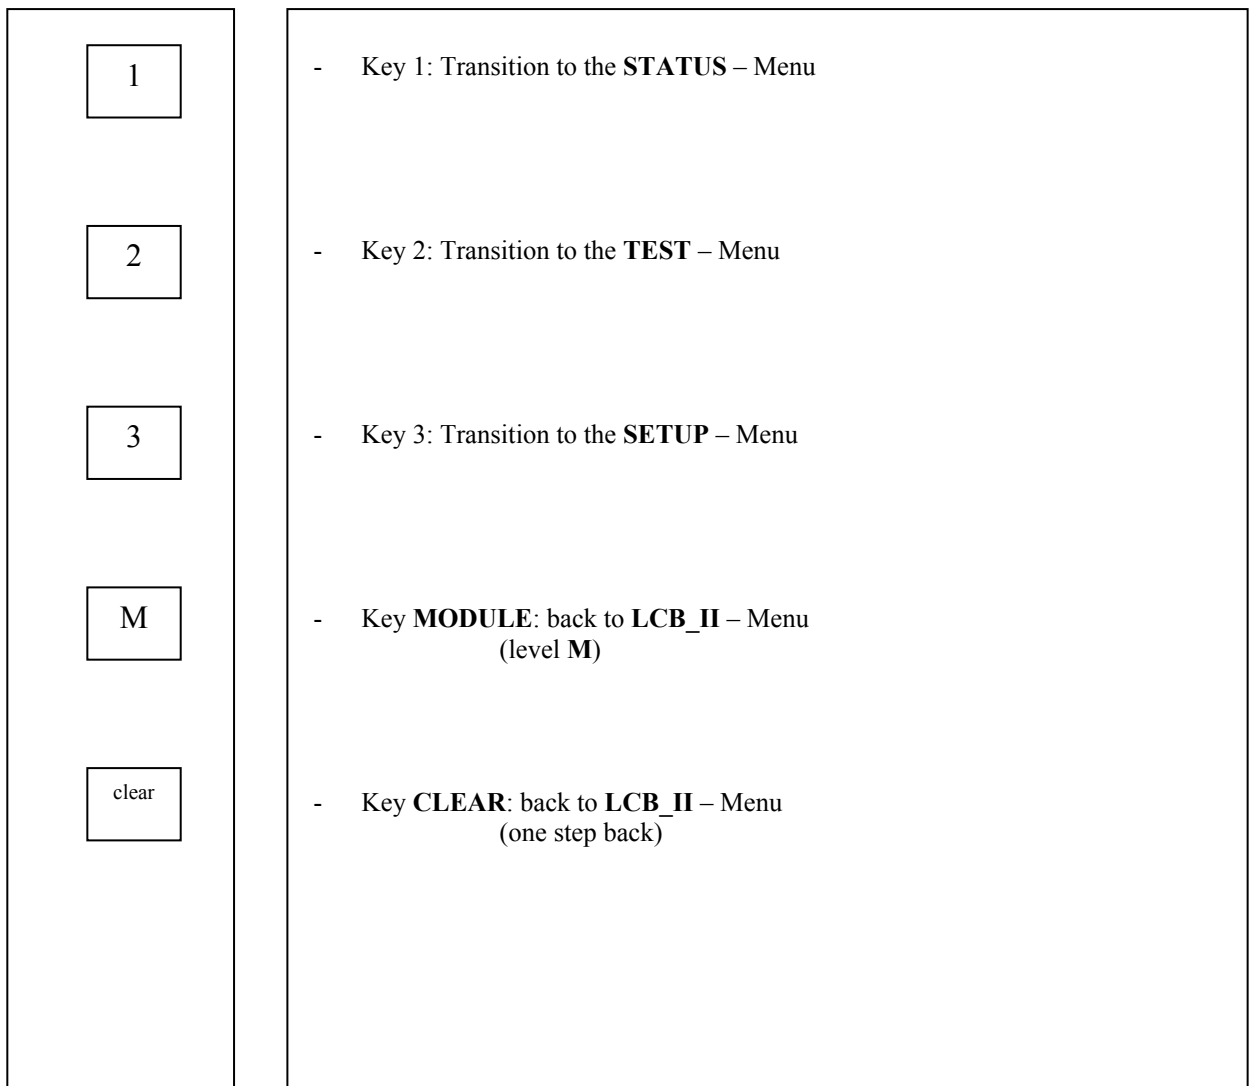 1
- Key 1: Transition to the STATUS – Menu
2
- Key 2: Transition to the TEST – Menu
3
- Key 3: Transition to the SETUP – Menu
M
- Key MODULE: back to LCB_II – Menu
(level M)
clear
- Key CLEAR: back to LCB_II – Menu
(one step back)